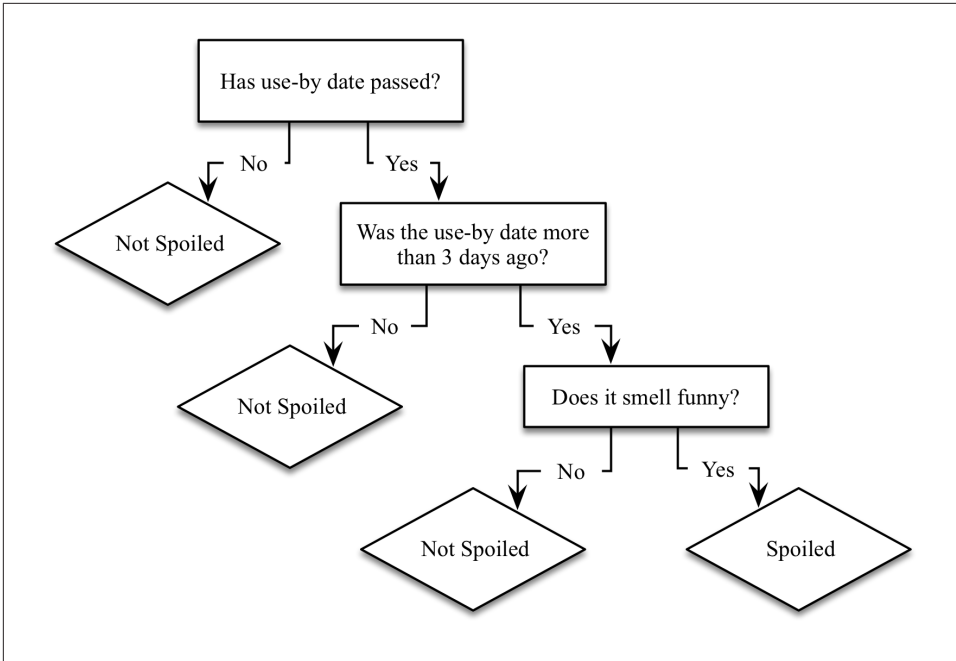 Has use-by date passed?
No
Yes
Not Spoiled
Was the use-by date more
than 3 days ago?
No
Yes
Not Spoiled
Does it smell funny?
No
Yes
Not Spoiled
Spoiled